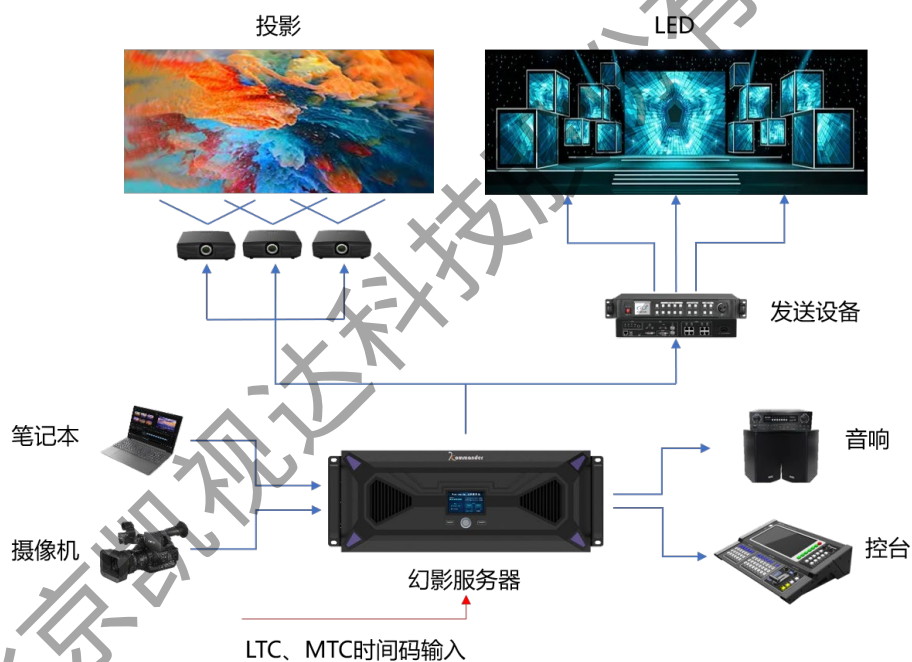 投影
LED
发送设备
笔记本
Kommander
音响
摄像机
控台
幻影服务器
LTC、MTC时间码输入
京凯视达科技股份有